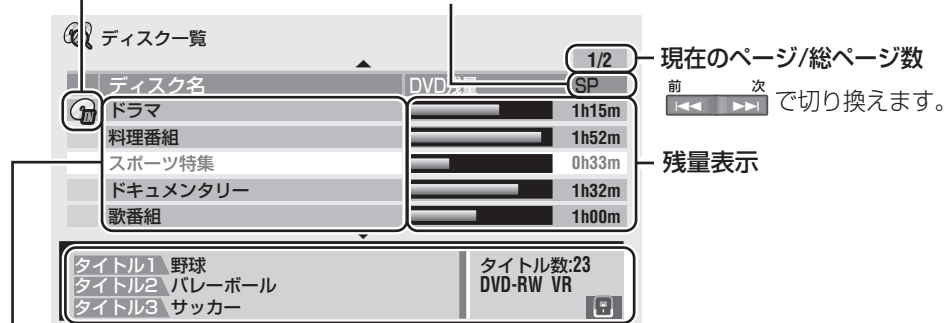 ディスク一覧
1/2
現在のページ/総ページ数
ディスク名 DVD残量 SP
前 次
で切り換えます。
ドラマ 1h15m
料理番組 1h52m
スポーツ特集 0h33m
残量表示
ドキュメンタリー 1h32m
歌番組 1h00m
タイトル1 野球
タイトル2 バレーボール
タイトル3 サッカー
タイトル数:23
DVD-RW VR